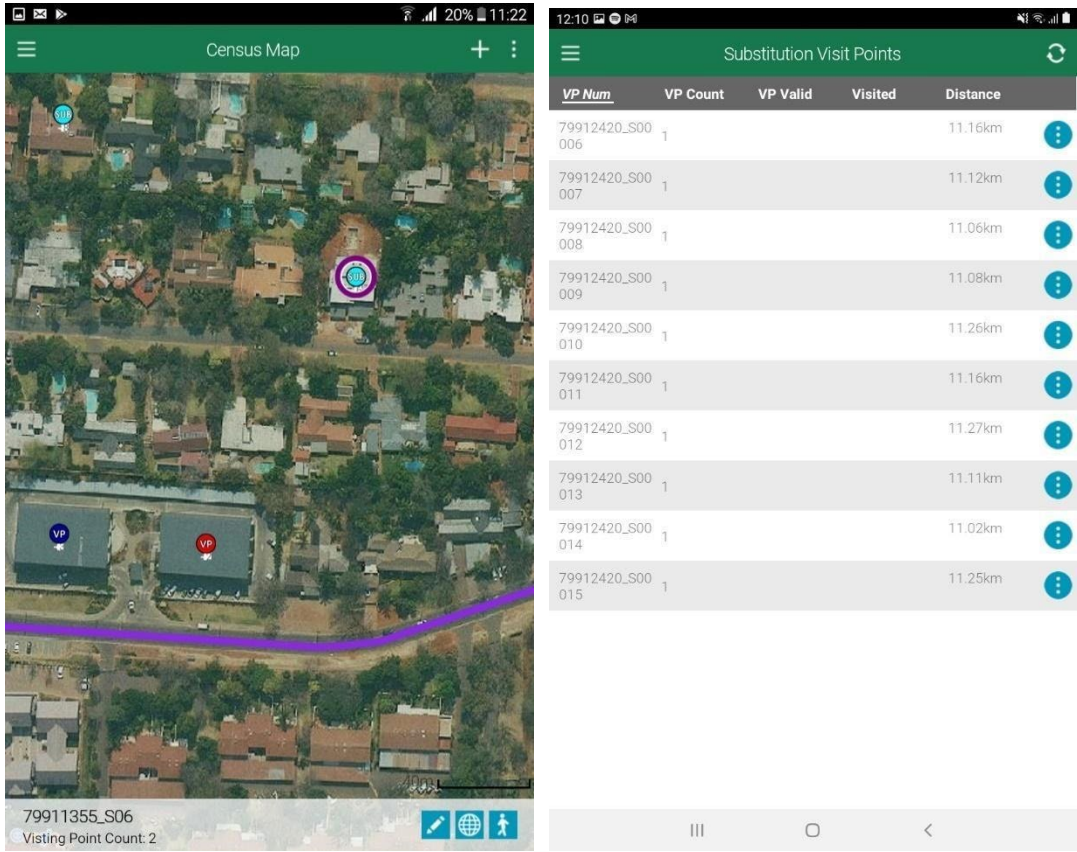 20% 11:22
Census Map
SUB
SUB
VP
VP
40m
79911355_S06
Visting Point Count: 2
12:10
Substitution Visit Points
VP Num VP Count VP Valid Visited Distance
79912420_S00 1 11.16km
006
79912420_S00 1 11.12km
007
79912420_S00 1 11.06km
008
79912420_S00 1 11.08km
009
79912420_S00 1 11.26km
010
79912420_S00 1 11.16km
011
79912420_S00 1 11.27km
012
79912420_S00 1 11.11km
013
79912420_S00 1 11.02km
014
79912420_S00 1 11.25km
015